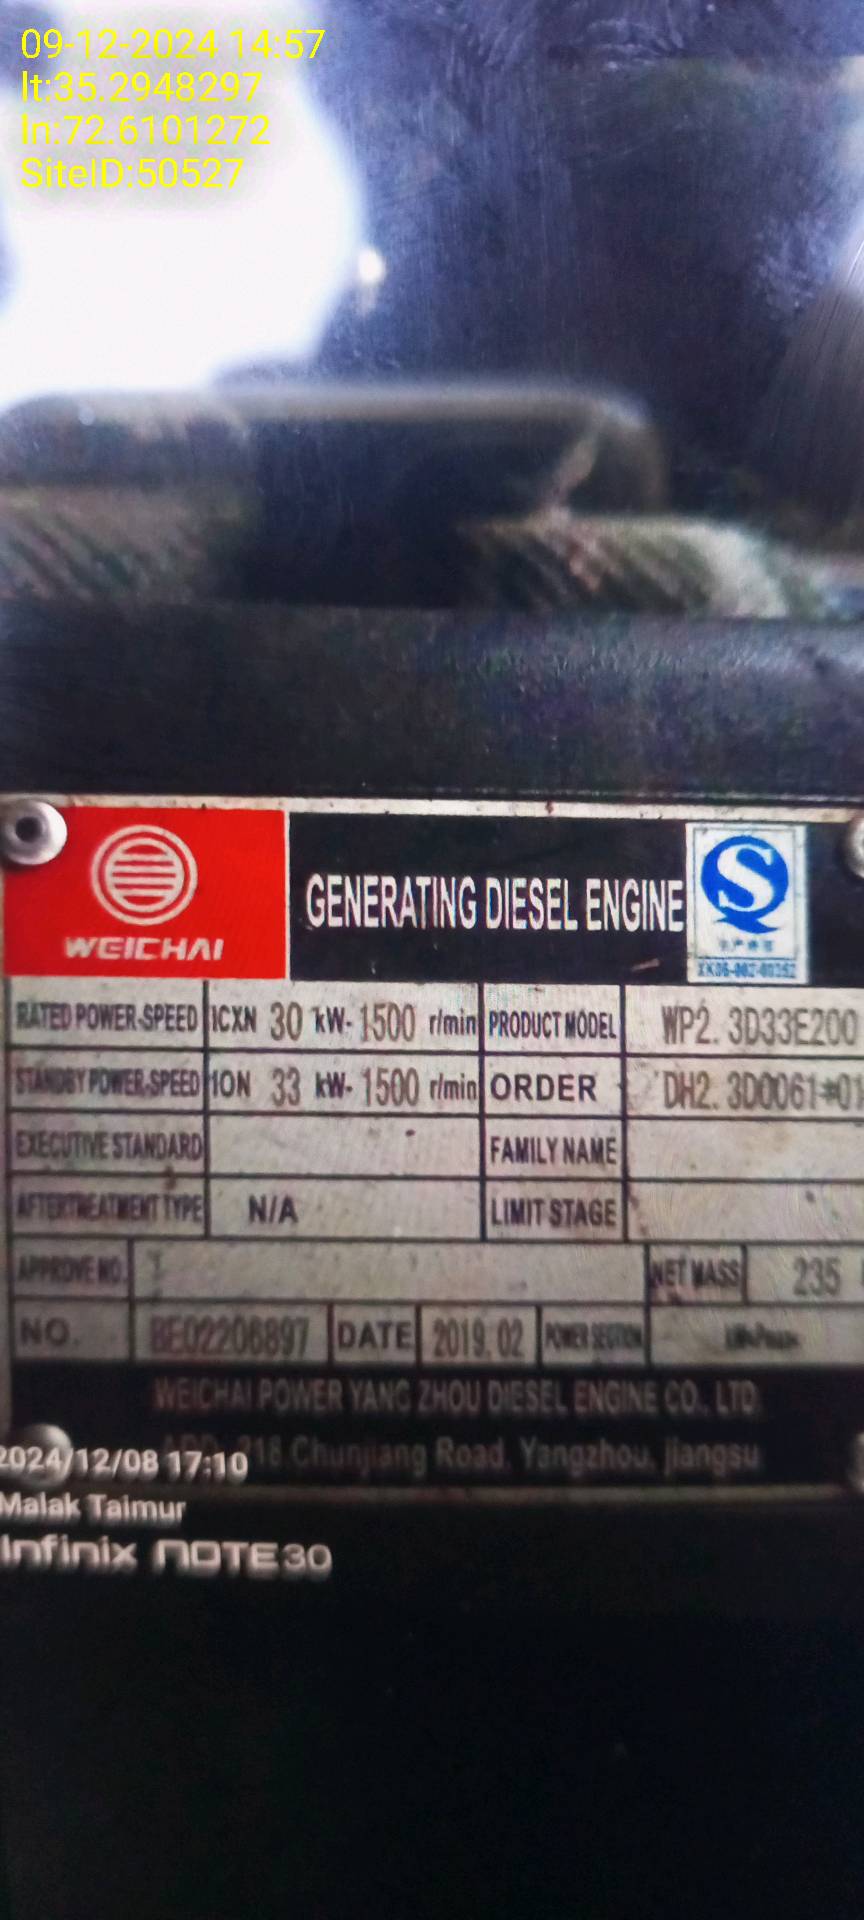 09-12-2024 14:57
lt:35.2948297
ln:72.6101272
SiteID:50527
WEICHAI
GENERATING DIESEL ENGINE
RATED POWER-SPEED ICXN 30 kW- 1500 r/min PRODUCT MODEL WP2. 3D33E200
STANDBY POWER-SPEED ION 33 kW- 1500 r/min ORDER DH2. 3D0061*01
EXECUTIVE STANDARD FAMILY NAME
AFTERTREATMENT TYPE N/A LIMIT STAGE
APPROVE NO. NET MASS 235
NO. BE02206897 DATE 2019. 02 POWER SECTION
WEICHAI POWER YANG ZHOU DIESEL ENGINE CO., LTD.
218 Chunjiang Road, Yangzhou, jiangsu
2024/12/08 17:10
Malak Taimur
Infinix NOTE30